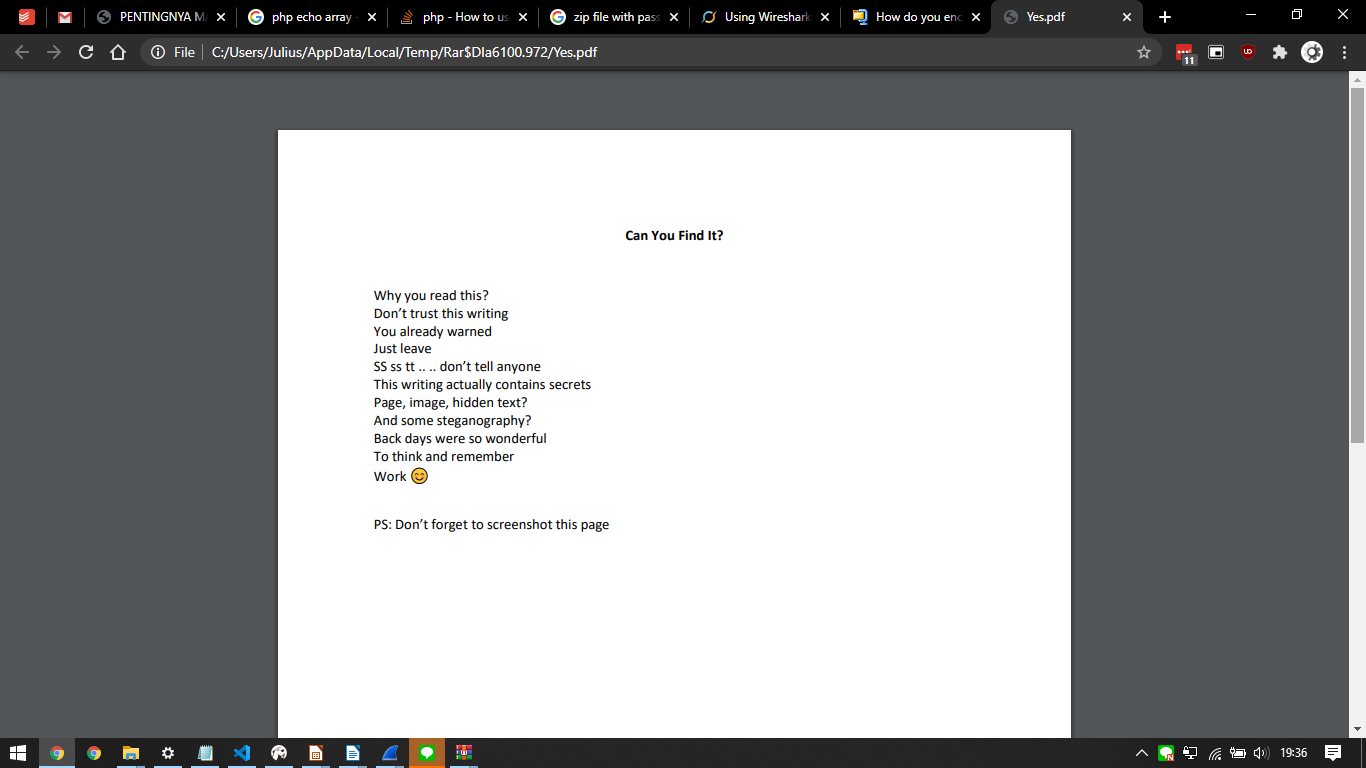 PENTINGNYA MA
php echo array -
php - How to us
zip file with pass
Using Wireshark
How do you enc
Yes.pdf
File
C:/Users/Julius/AppData/Local/Temp/Rar$DIa6100.972/Yes.pdf
11
Can You Find It?
Why you read this?
Don’t trust this writing
You already warned
Just leave
SS ss tt .. .. don’t tell anyone
This writing actually contains secrets
Page, image, hidden text?
And some steganography?
Back days were so wonderful
To think and remember
Work 😊
PS: Don’t forget to screenshot this page
19:36